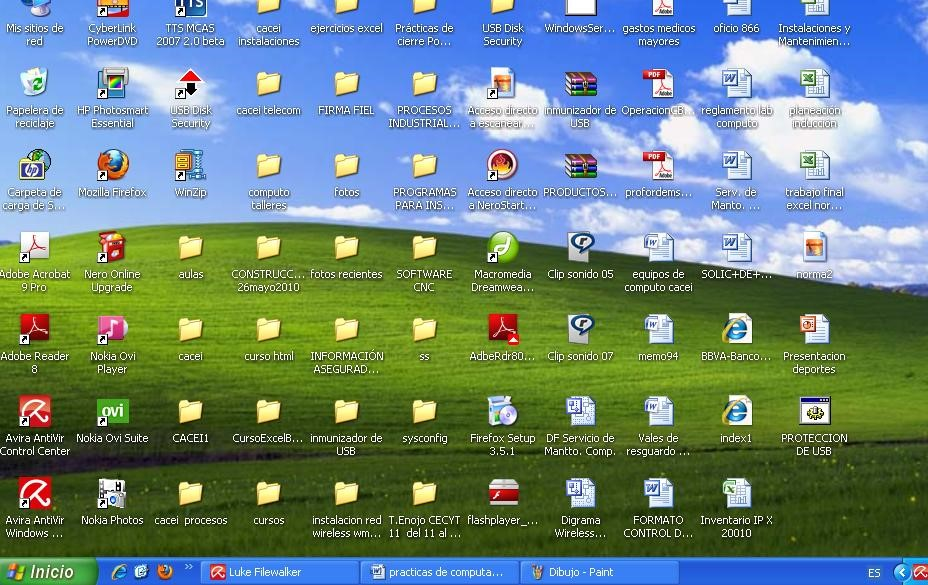 Mis sitios de red
CyberLink PowerDVD
TTS MCAS 2007 2.0 beta
cacei instalaciones
ejercicios excel
Prácticas de cierre Po...
USB Disk Security
WindowsSer...
gastos medicos mayores
oficio 866
Instalaciones y Mantenimien...
Papelera de reciclaje
HP Photosmart Essential
USB Disk Security
cacei telecom
FIRMA FIEL
PROCESOS INDUSTRIAL...
Acceso directo a escanear...
inmunizador de USB
OperacionCB...
reglamento lab computo
planeación inducción
Carpeta de carga de S...
Mozilla Firefox
WinZip
computo talleres
fotos
PROGRAMAS PARA INS...
Acceso directo a NeroStart...
PRODUCTOS...
profordems...
Serv. de Manto. ...
trabajo final excel nor...
Adobe Acrobat 9 Pro
Nero Online Upgrade
aulas
CONSTRUCC... 26mayo2010
fotos recientes
SOFTWARE CNC
Macromedia Dreamwea...
Clip sonido 05
equipos de computo cacei
SOLIC+DE+...
norma2
Adobe Reader 8
Nokia Ovi Player
cacei
curso html
INFORMACIÓN ASEGURAD...
ss
AdbeRdr80...
Clip sonido 07
memo94
BBVA-Banco...
Presentacion deportes
Avira AntiVir Control Center
ovi
Nokia Ovi Suite
CACEI1
CursoExcelB...
inmunizador de USB
sysconfig
Firefox Setup 3.5.1
DF Servicio de Mantto. Comp.
Vales de resguardo ...
index1
PROTECCION DE USB
Avira AntiVir Windows ...
Nokia Photos
cacei procesos
cursos
instalacion red wireless wm...
T.Enojo CECYT 11 del 11 al ...
flashplayer_...
Digrama Wireless...
FORMATO CONTROL D...
Inventario IP X 20010
Inicio
Luke Filewalker
practicas de computa...
Dibujo - Paint
ES